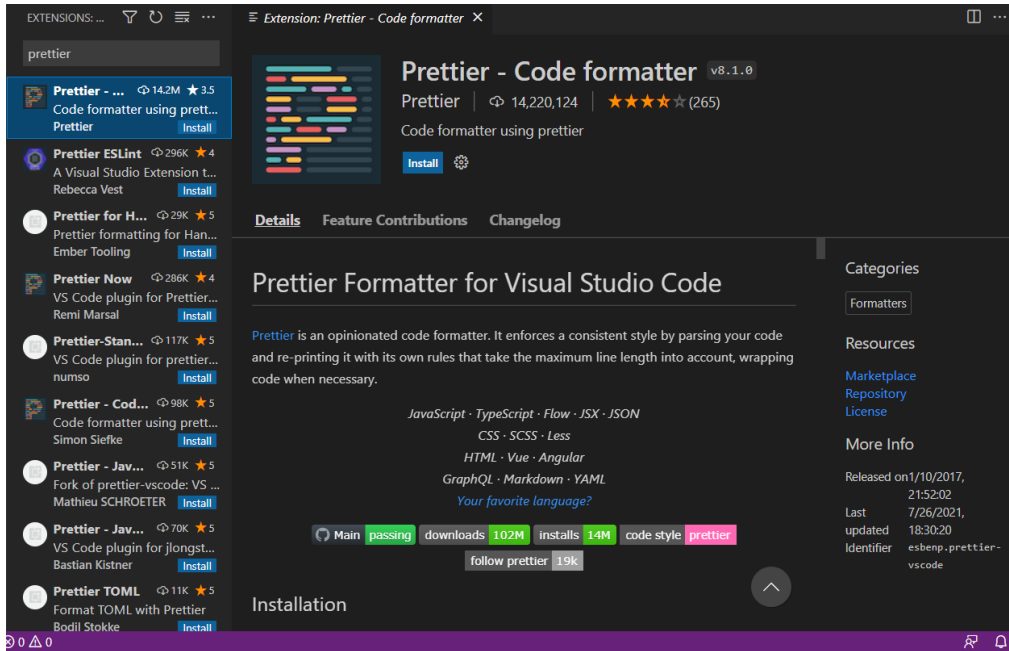 EXTENSIONS: ...
prettier
Prettier - ... 14.2M ★ 3.5
Code formatter using prett...
Prettier Install
Prettier ESLint 296K ★ 4
A Visual Studio Extension t...
Rebecca Vest Install
Prettier for H... 29K ★ 5
Prettier formatting for Han...
Ember Tooling Install
Prettier Now 286K ★ 4
VS Code plugin for Prettier...
Remi Marsal Install
Prettier-Stan... 117K ★ 5
VS Code plugin for prettier...
numso Install
Prettier - Cod... 98K ★ 5
Code formatter using prett...
Simon Siefke Install
Prettier - Jav... 51K ★ 5
Fork of prettier-vscode: VS ...
Mathieu SCHROETER Install
Prettier - Jav... 70K ★ 5
VS Code plugin for jlongst...
Bastian Kistner Install
Prettier TOML 11K ★ 5
Format TOML with Prettier
Bodil Stokke Install
Extension: Prettier - Code formatter
Prettier - Code formatter v8.1.0
Prettier | 14,220,124 | (265)
Code formatter using prettier
Install
Details Feature Contributions Changelog
Prettier Formatter for Visual Studio Code
Prettier is an opinionated code formatter. It enforces a consistent style by parsing your code
and re-printing it with its own rules that take the maximum line length into account, wrapping
code when necessary.
JavaScript · TypeScript · Flow · JSX · JSON
CSS · SCSS · Less
HTML · Vue · Angular
GraphQL · Markdown · YAML
Your favorite language?
Main passing downloads 102M installs 14M code style prettier
follow prettier 19k
Installation
Categories
Formatters
Resources
Marketplace
Repository
License
More Info
Released on 1/10/2017,
21:52:02
Last 7/26/2021,
updated 18:30:20
Identifier esbenp.prettier-
vscode
0 0